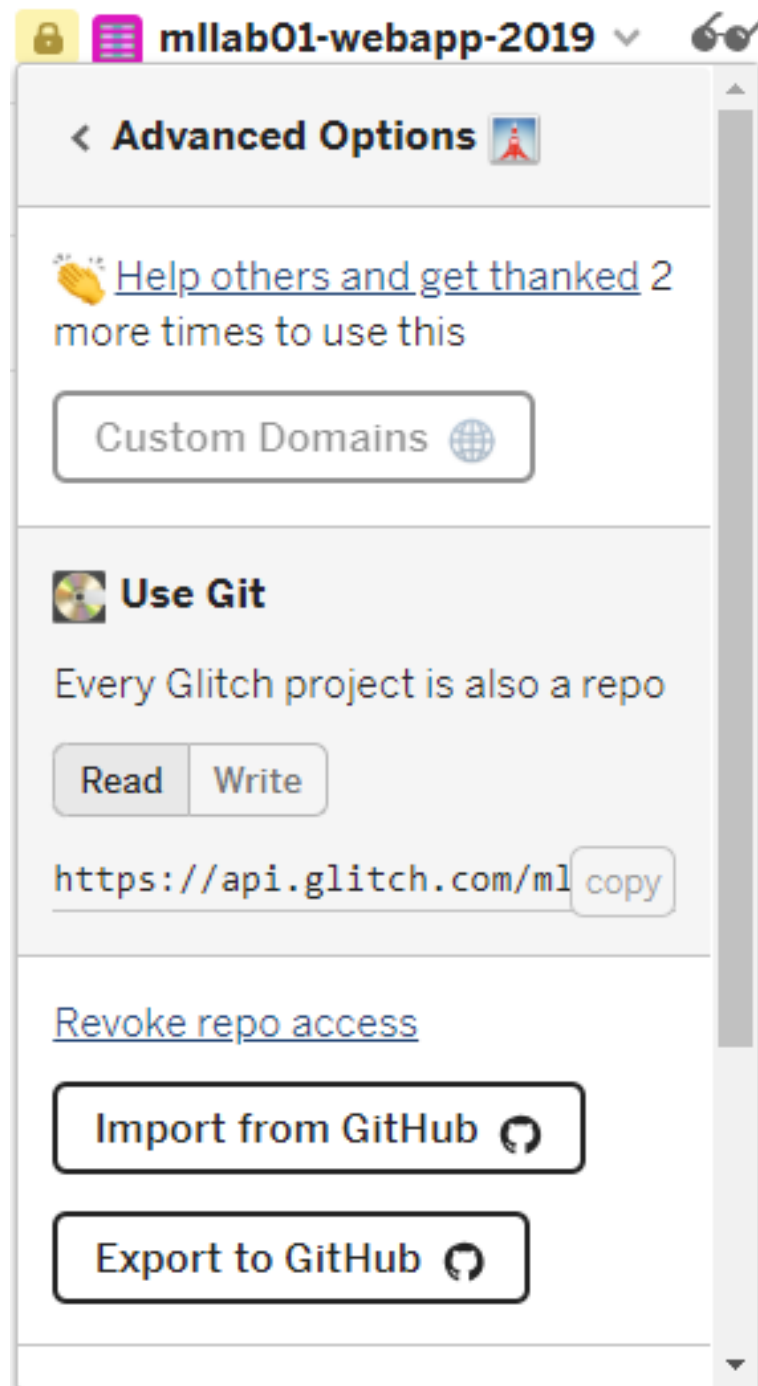 mllab01-webapp-2019
Advanced Options
Help others and get thanked 2
more times to use this
Custom Domains
Use Git
Every Glitch project is also a repo
Read Write
https://api.glitch.com/ml copy
Revoke repo access
Import from GitHub
Export to GitHub